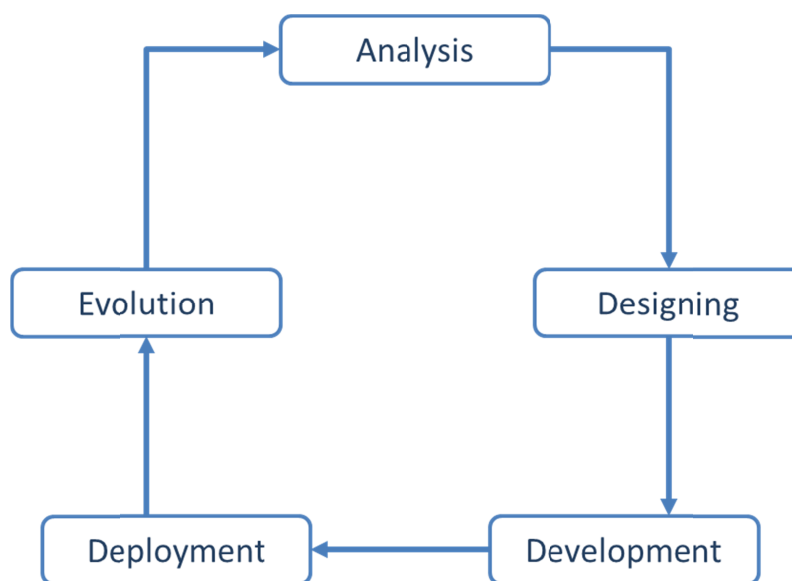 Analysis
Evolution
Designing
Deployment
Development